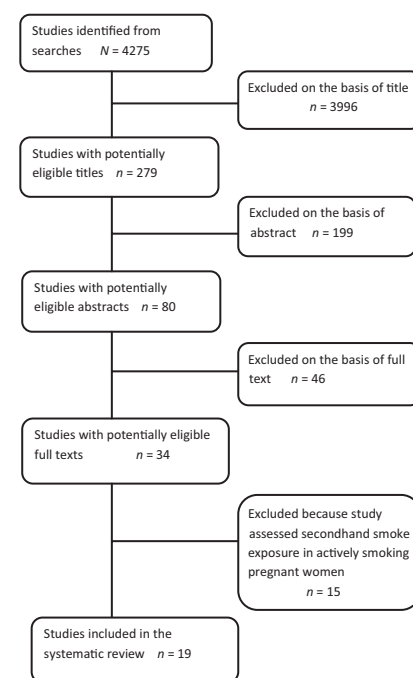 Studies identified from
searches N = 4275
Excluded on the basis of title
n = 3996
Studies with potentially
eligible titles n = 279
Excluded on the basis of
abstract n = 199
Studies with potentially
eligible abstracts n = 80
Excluded on the basis of full
text n = 46
Studies with potentially eligible
full texts n = 34
Excluded because study
assessed secondhand smoke
exposure in actively smoking
pregnant women
n = 15
Studies included in the
systematic review n = 19